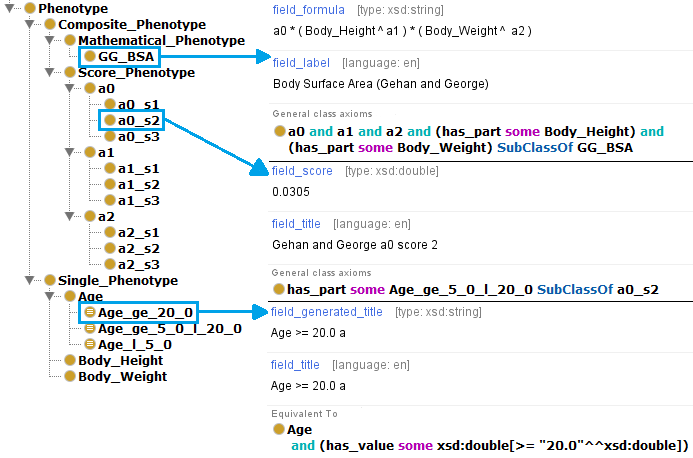 Phenotype
Composite_Phenotype
Mathematical_Phenotype
GG_BSA
Score_Phenotype
a0
a0_s1
a0_s2
a0_s3
a1
a1_s1
a1_s2
a1_s3
a2
a2_s1
a2_s2
a2_s3
Single_Phenotype
Age
Age_ge_20_0
Age_ge_5_0_l_20_0
Age_l_5_0
Body_Height
Body_Weight
field_formula [type: xsd:string]
a0 * ( Body_Height ^ a1 ) * ( Body_Weight ^ a2 )
field_label [language: en]
Body Surface Area (Gehan and George)
General class axioms
a0 and a1 and a2 and (has_part some Body_Height) and
(has_part some Body_Weight) SubClassOf GG_BSA
field_score [type: xsd:double]
0.0305
field_title [language: en]
Gehan and George a0 score 2
General class axioms
has_part some Age_ge_5_0_l_20_0 SubClassOf a0_s2
field_generated_title [type: xsd:string]
Age >= 20.0 a
field_title [language: en]
Age >= 20.0 a
Equivalent To
Age
and (has_value some xsd:double[>= "20.0"^^xsd:double])